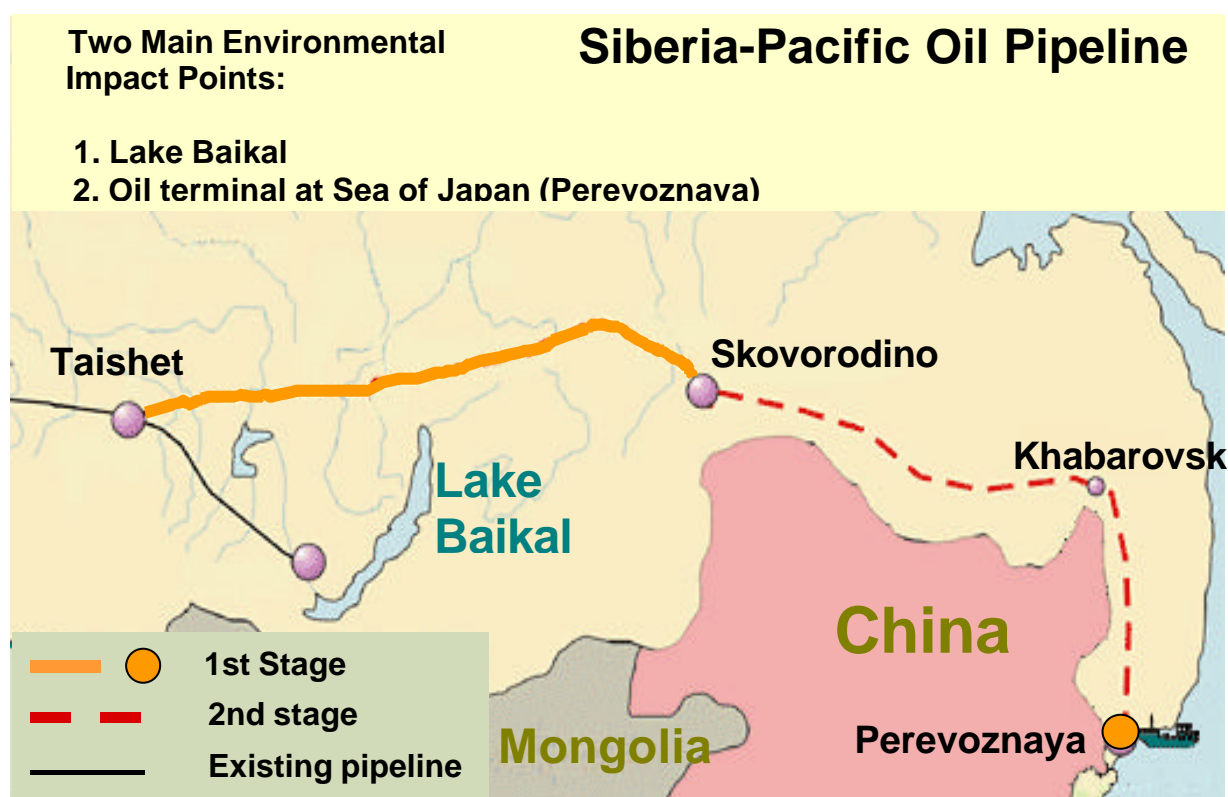 Two Main Environmental
Impact Points:
Siberia-Pacific Oil Pipeline
1. Lake Baikal
2. Oil terminal at Sea of Japan (Perevoznaya)
Taishet
Skovorodino
Khabarovsk
Lake
Baikal
China
1st Stage
2nd stage
Perevoznaya
Mongolia
Existing pipeline